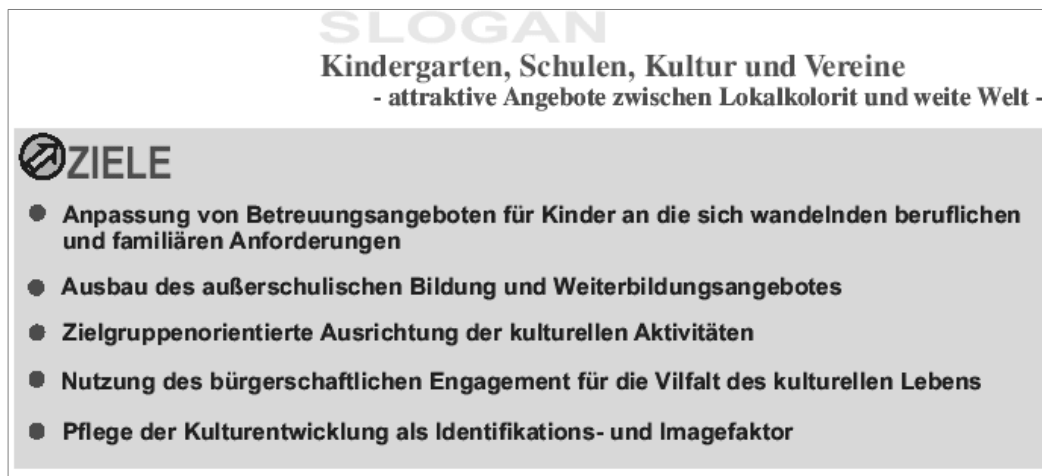 SLOGAN
Kindergarten, Schulen, Kultur und Vereine
- attraktive Angebote zwischen Lokalkolorit und weite Welt -
ZIELE
Anpassung von Betreuungsangeboten für Kinder an die sich wandelnden beruflichen
und familiären Anforderungen
Ausbau des außerschulischen Bildung und Weiterbildungsangebotes
Zielgruppenorientierte Ausrichtung der kulturellen Aktivitäten
Nutzung des bürgerschaftlichen Engagement für die Vilfalt des kulturellen Lebens
Pflege der Kulturentwicklung als Identifikations- und Imagefaktor